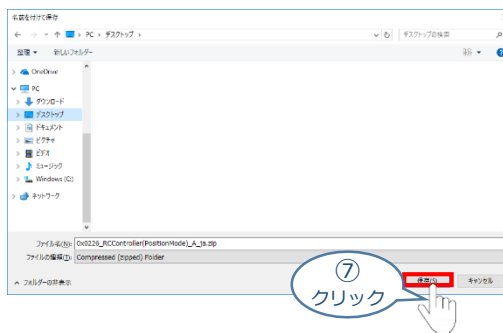 名前を付けて保存
PC › デスクトップ ›
デスクトップの検索
整理 新しいフォルダー
OneDrive
PC
ダウンロード
デスクトップ
ドキュメント
ピクチャ
ビデオ
ミュージック
Windows (C:)
ネットワーク
ファイル名(N): 0x0226_RCController(PositionMode)_A_ja.zip
ファイルの種類(T): Compressed (zipped) Folder
フォルダーの非表示
保存(S) キャンセル
⑦
クリック